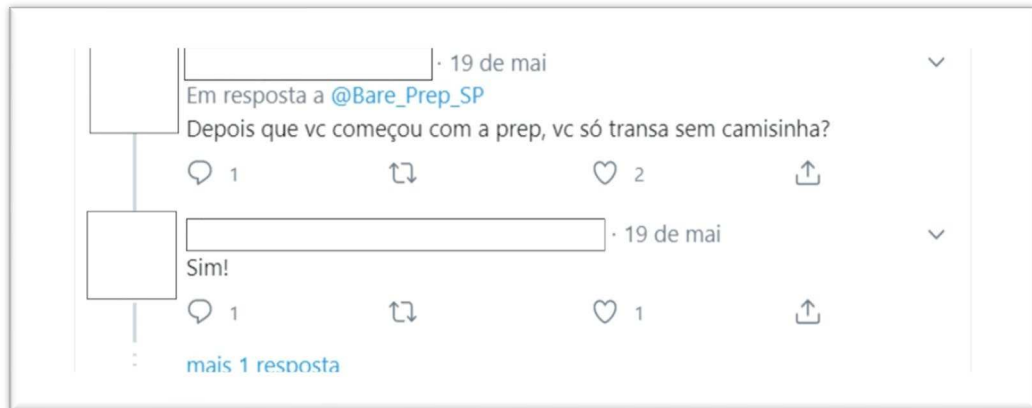 · 19 de mai
Em resposta a @Bare_Prep_SP
Depois que vc começou com a prep, vc só transa sem camisinha?
1 2
· 19 de mai
Sim!
1 1
mais 1 resposta